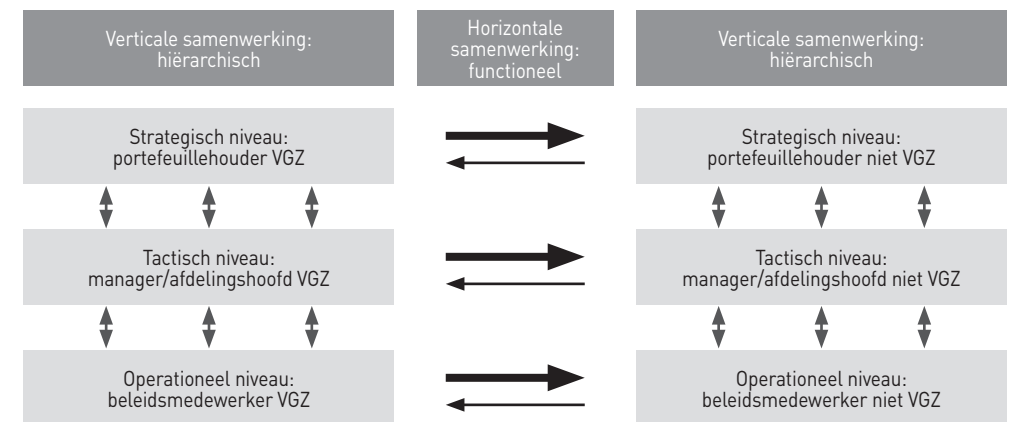 Verticale samenwerking:
hiërarchisch
Horizontale
samenwerking:
functioneel
Verticale samenwerking:
hiërarchisch
Strategisch niveau:
portefeuillehouder VGZ
Strategisch niveau:
portefeuillehouder niet VGZ
Tactisch niveau:
manager/afdelingshoofd VGZ
Tactisch niveau:
manager/afdelingshoofd niet VGZ
Operationeel niveau:
beleidsmedewerker VGZ
Operationeel niveau:
beleidsmedewerker niet VGZ